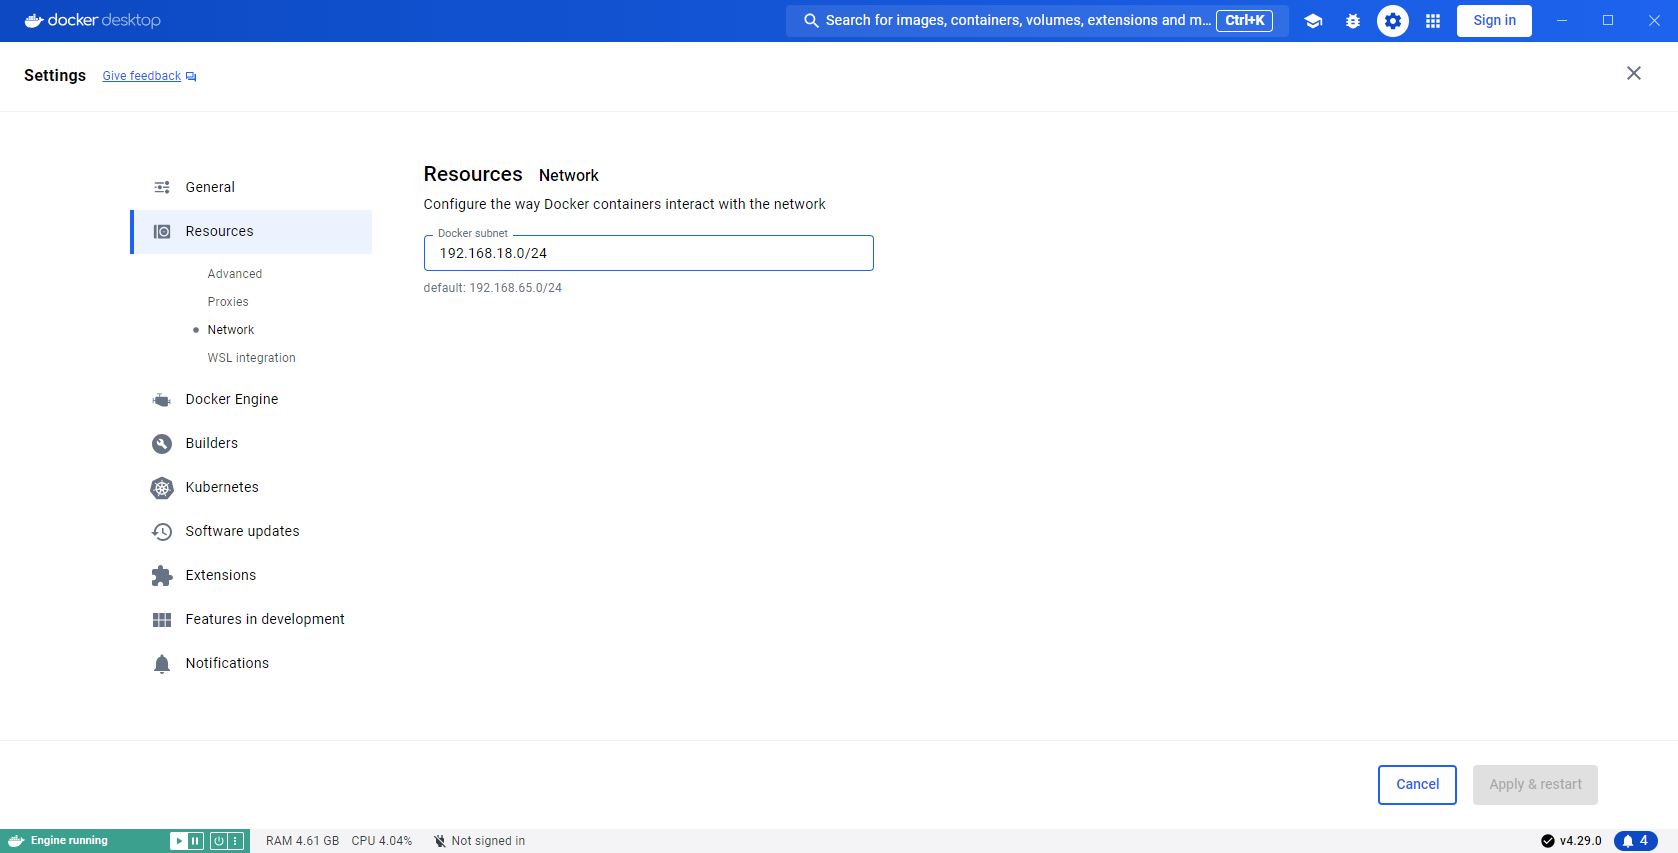 docker desktop
Search for images, containers, volumes, extensions and m... Ctrl+K
Sign in
Settings Give feedback
General
Resources
Advanced
Proxies
Network
WSL integration
Docker Engine
Builders
Kubernetes
Software updates
Extensions
Features in development
Notifications
Resources Network
Configure the way Docker containers interact with the network
Docker subnet
192.168.18.0/24
default: 192.168.65.0/24
Cancel Apply & restart
Engine running RAM 4.61 GB CPU 4.04% Not signed in v4.29.0 4